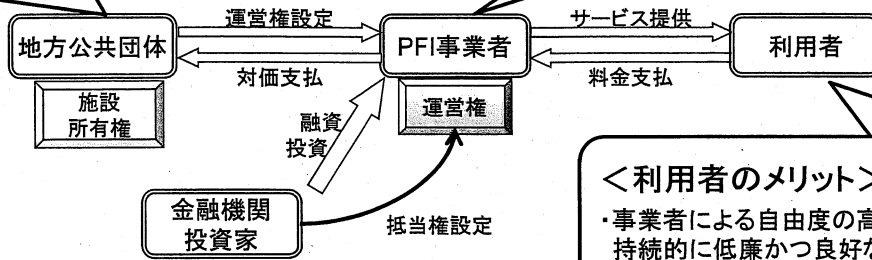 運営権設定
サービス提供
地方公共団体
PFI事業者
利用者
対価支払
料金支払
施設
所有権
運営権
融資
投資
<利用者のメリット>
金融機関
投資家
抵当権設定
・事業者による自由度の高
持続的に低廉かつ良好な